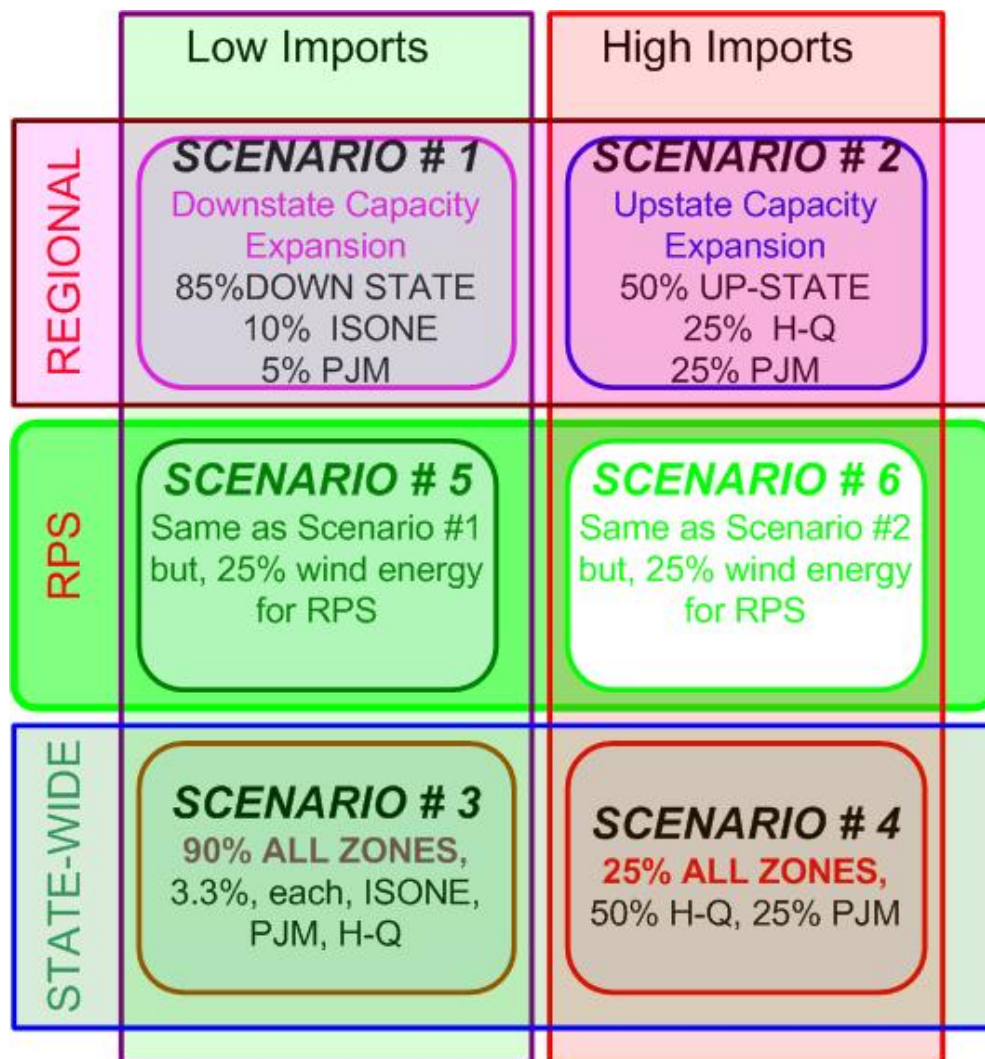 Low Imports
High Imports
REGIONAL
SCENARIO # 1
Downstate Capacity
Expansion
85%DOWN STATE
10% ISONE
5% PJM
SCENARIO # 2
Upstate Capacity
Expansion
50% UP-STATE
25% H-Q
25% PJM
RPS
SCENARIO # 5
Same as Scenario #1
but, 25% wind energy
for RPS
SCENARIO # 6
Same as Scenario #2
but, 25% wind energy
for RPS
STATE-WIDE
SCENARIO # 3
90% ALL ZONES,
3.3%, each, ISONE,
PJM, H-Q
SCENARIO # 4
25% ALL ZONES,
50% H-Q, 25% PJM